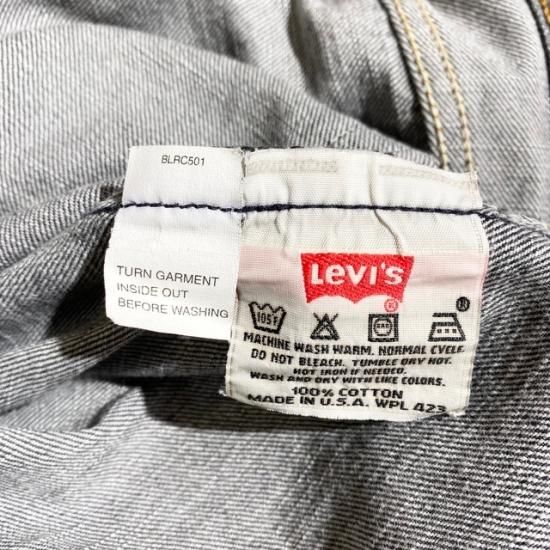 BLRC501
TURN GARMENT
INSIDE OUT
BEFORE WASHING
Levi's
®
105F
MACHINE WASH WARM. NORMAL CYCLE.
DO NOT BLEACH. TUMBLE DRY HOT.
HOT IRON IF NEEDED.
WASH AND DRY WITH LIKE COLORS.
100% COTTON
MADE IN U.S.A. WPL 423